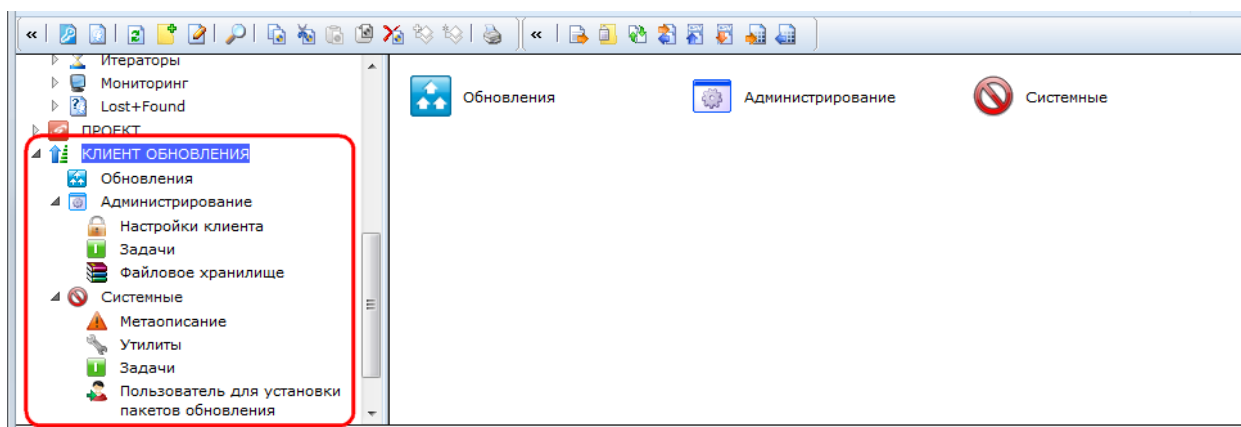 Итераторы
Мониторинг
Lost+Found
ПРОЕКТ
КЛИЕНТ ОБНОВЛЕНИЯ
Обновления
Администрирование
Настройки клиента
Задачи
Файловое хранилище
Системные
Метаописание
Утилиты
Задачи
Пользователь для установки
пакетов обновления
Обновления
Администрирование
Системные